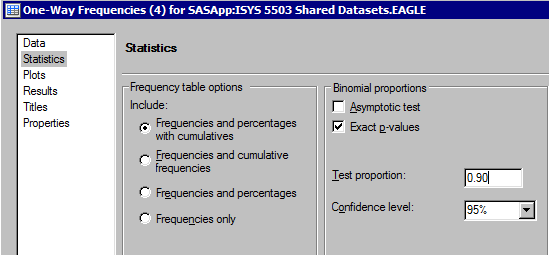 One-Way Frequencies (4) for SASApp:ISYS 5503 Shared Datasets.EAGLE
Data
Statistics
Plots
Results
Titles
Properties
Statistics
Frequency table options
Include:
Frequencies and percentages
with cumulatives
Frequencies and cumulative
frequencies
Frequencies and percentages
Frequencies only
Binomial proportions
Asymptotic test
Exact p-values
Test proportion:
0.90
Confidence level:
95%